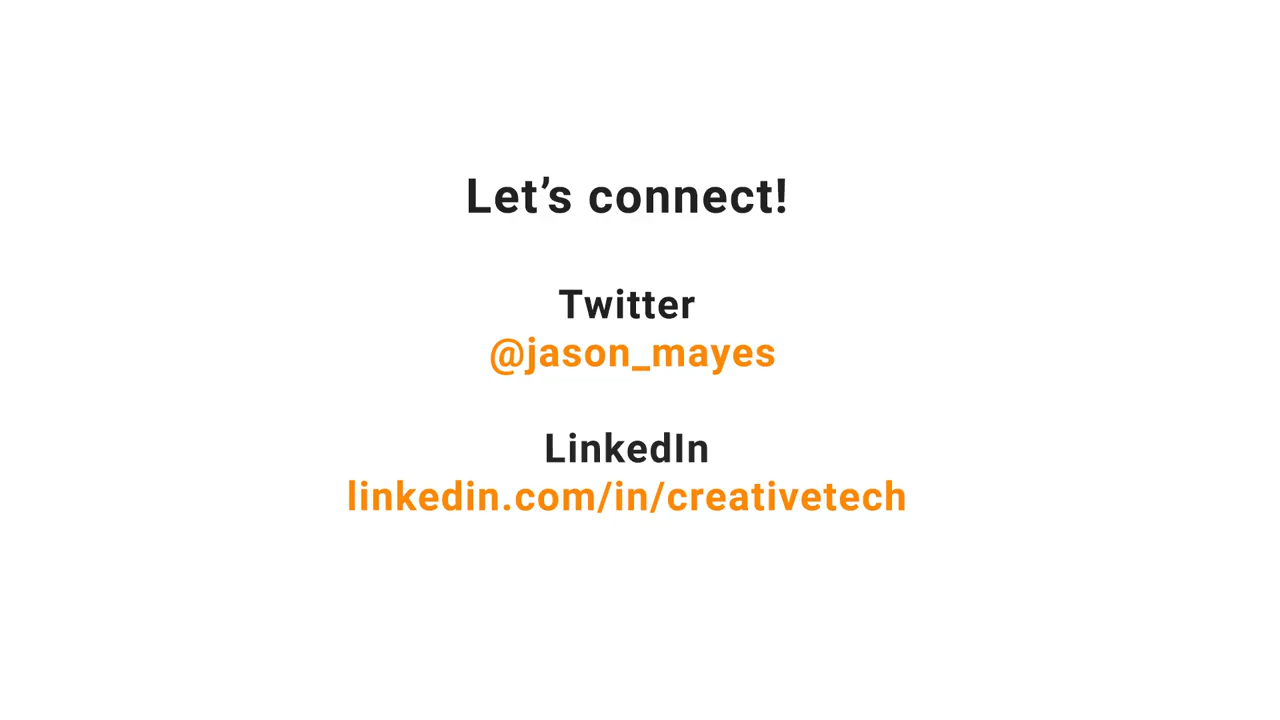 Let’s connect!
Twitter
@jason_mayes
LinkedIn
linkedin.com/in/creativetech